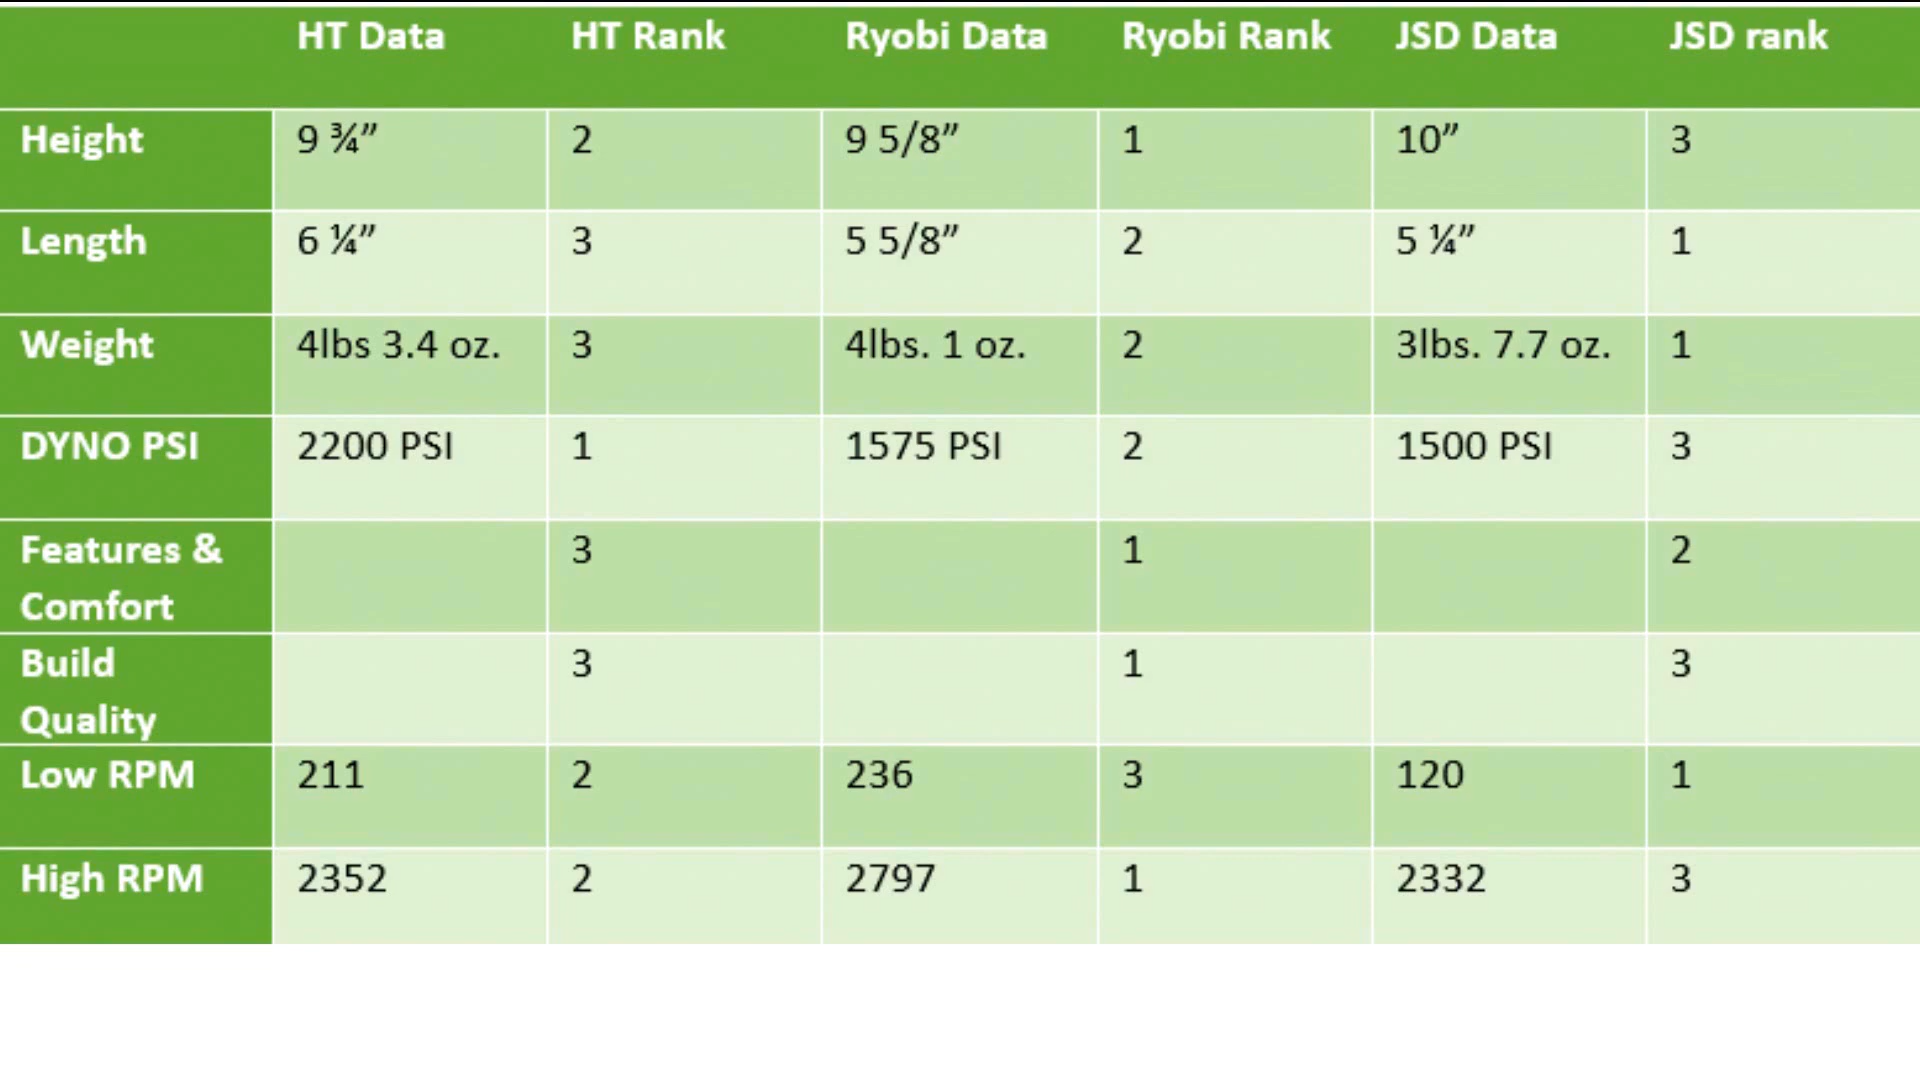 HT Data HT Rank Ryobi Data Ryobi Rank JSD Data JSD rank
Height 9 ¾” 2 9 5/8” 1 10” 3
Length 6 ¼” 3 5 5/8” 2 5 ¼” 1
Weight 4lbs 3.4 oz. 3 4lbs. 1 oz. 2 3lbs. 7.7 oz. 1
DYNO PSI 2200 PSI 1 1575 PSI 2 1500 PSI 3
Features & 3 1 2
Comfort
Build 3 1 3
Quality
Low RPM 211 2 236 3 120 1
High RPM 2352 2 2797 1 2332 3